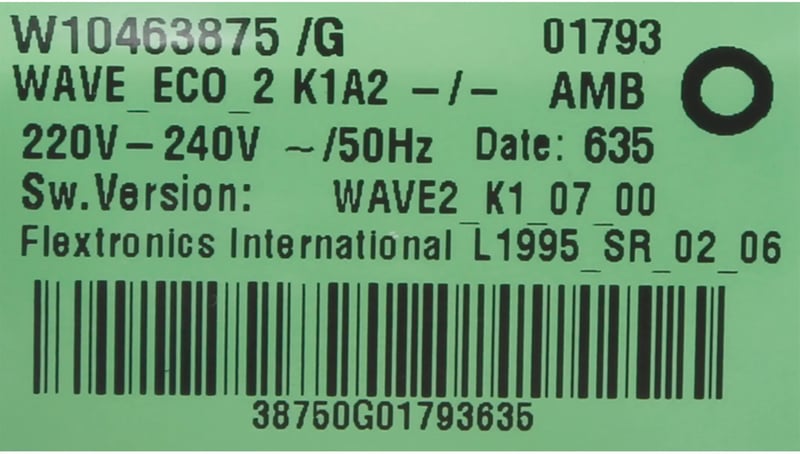 W10463875 /G 01793
WAVE_ECO_2 K1A2 -/- AMB
220V-240V ~/50Hz Date: 635
Sw.Version: WAVE2_K1_07_00
Flextronics International L1995_SR_02_06
38750G01793635